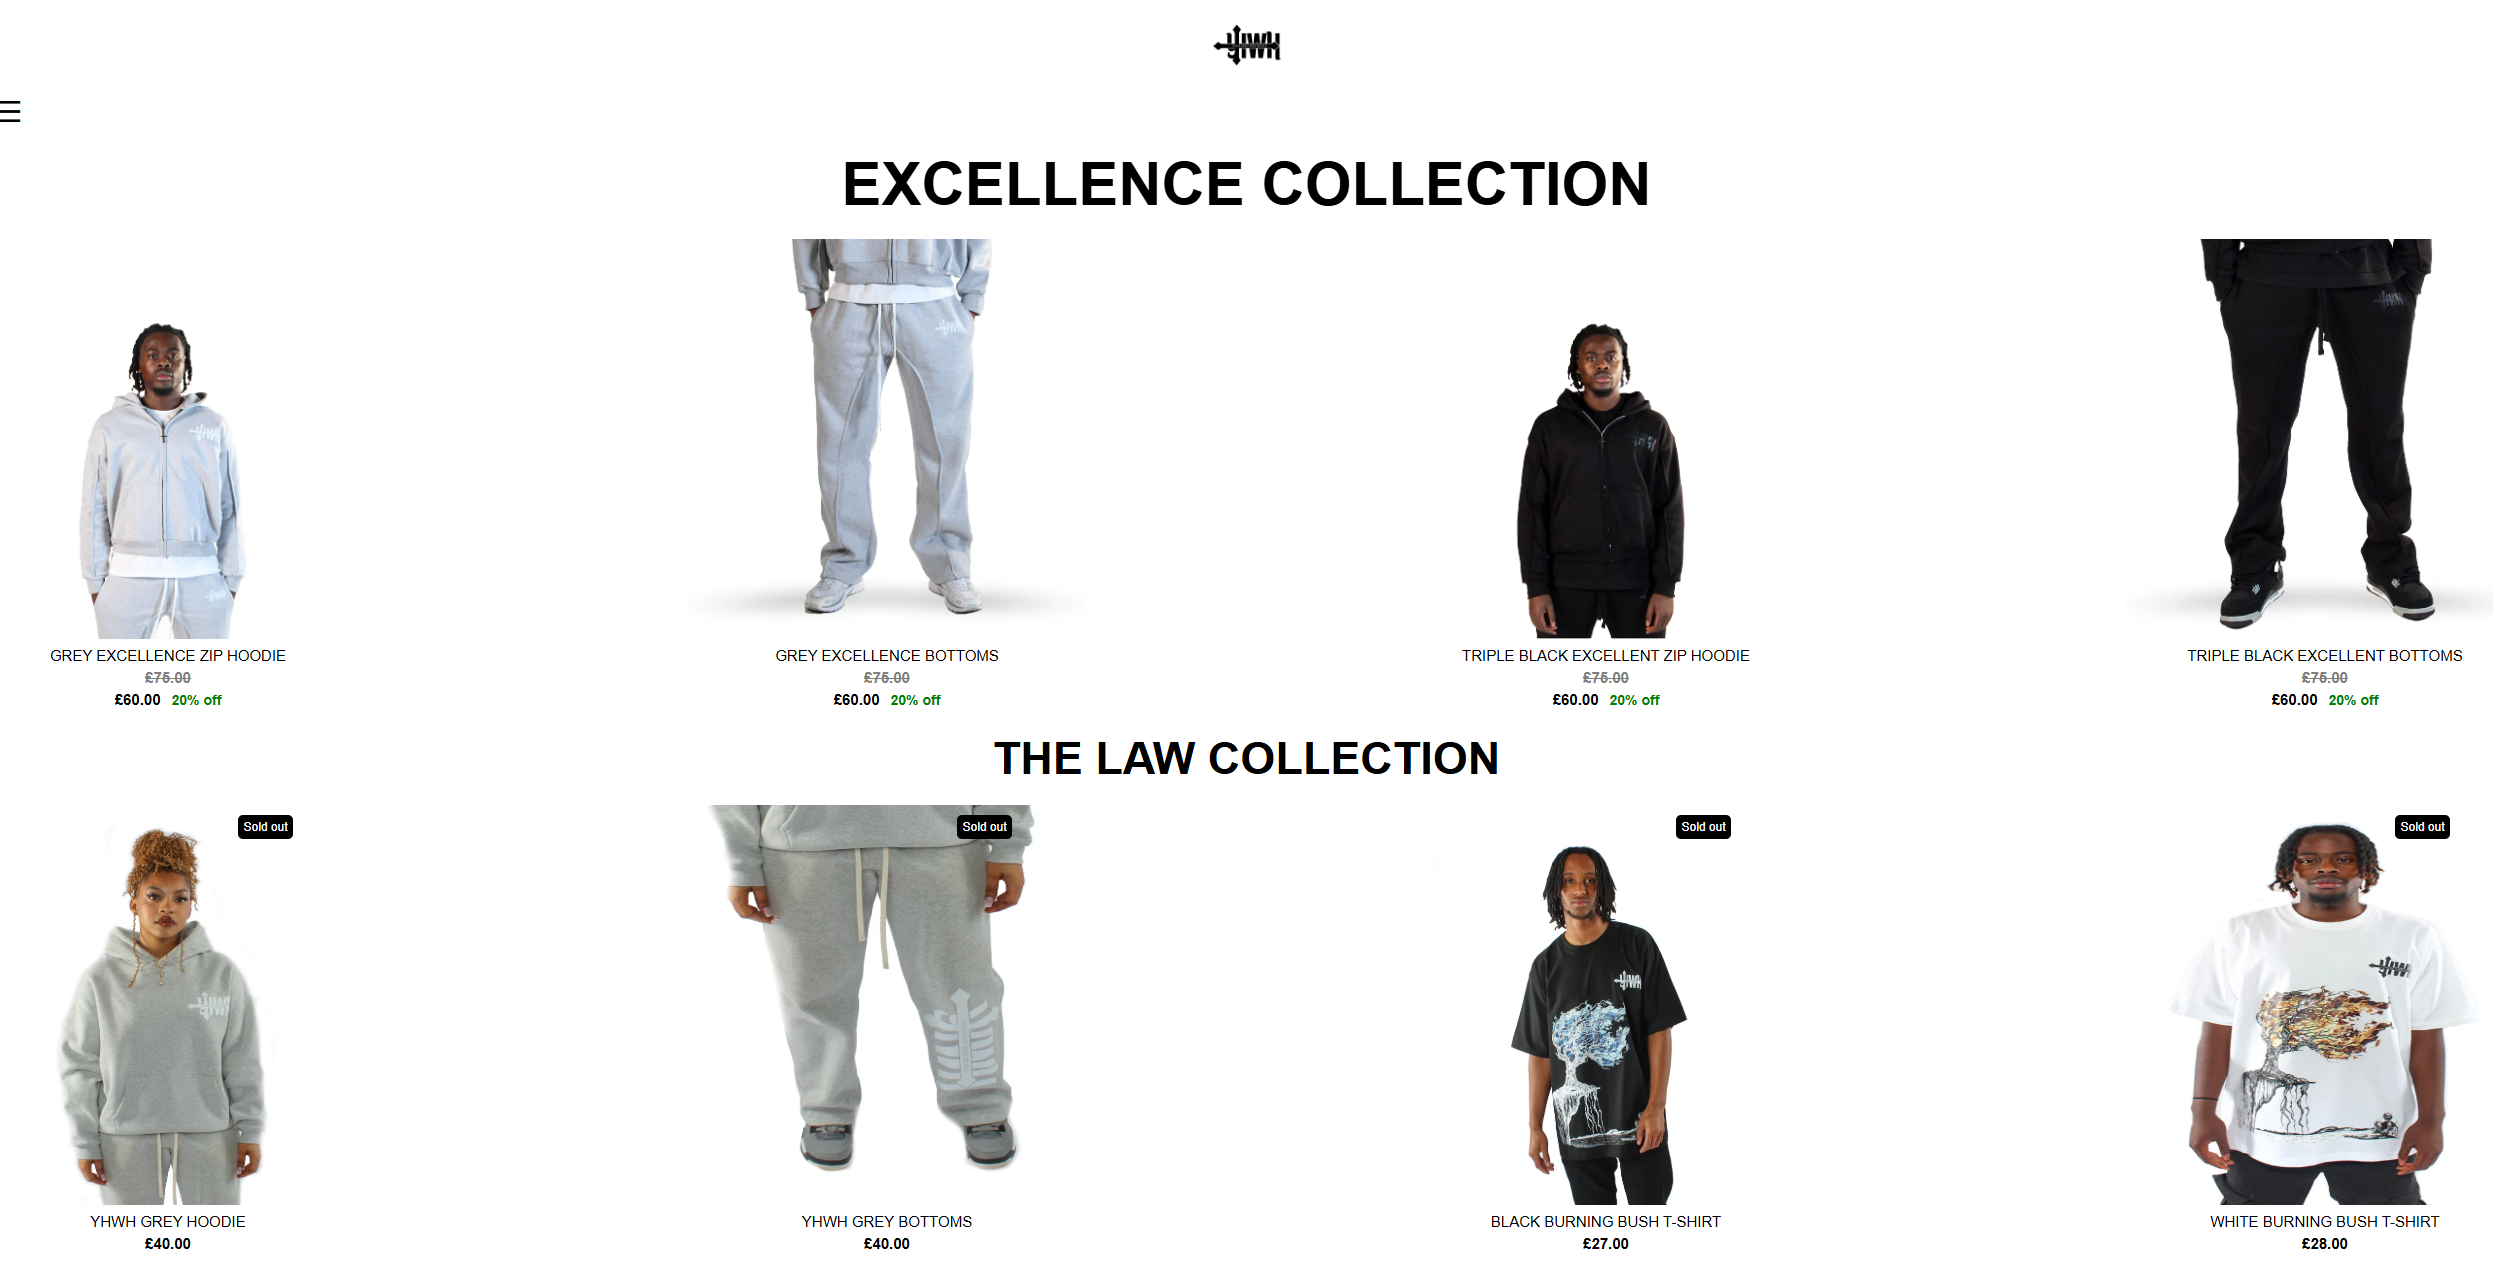 YHWH
☰
EXCELLENCE COLLECTION
GREY EXCELLENCE ZIP HOODIE
£75.00
£60.00 20% off
GREY EXCELLENCE BOTTOMS
£75.00
£60.00 20% off
TRIPLE BLACK EXCELLENT ZIP HOODIE
£75.00
£60.00 20% off
TRIPLE BLACK EXCELLENT BOTTOMS
£75.00
£60.00 20% off
THE LAW COLLECTION
Sold out
YHWH GREY HOODIE
£40.00
Sold out
YHWH GREY BOTTOMS
£40.00
Sold out
YHWH
BLACK BURNING BUSH T-SHIRT
£27.00
Sold out
YHWH
WHITE BURNING BUSH T-SHIRT
£28.00